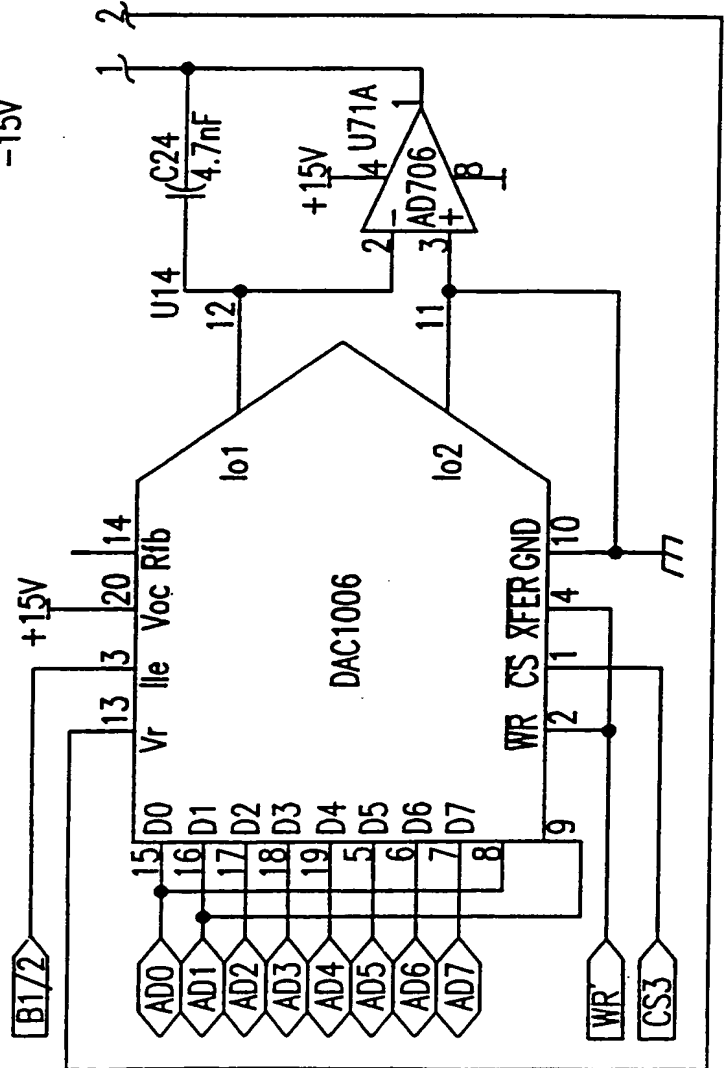 2
1
-15V
C24
4.7nF
U71A
1
+15V
4
AD706
8
2
-
3
+
U14
12
11
Io1
Io2
+15V
14
Rfb
20
Voc
3
Ile
13
Vr
DAC1006
GND
10
XFER
4
CS
1
WR
2
15 D0
16 D1
17 D2
18 D3
19 D4
5 D5
6 D6
7 D7
8
9
B1/2
AD0
AD1
AD2
AD3
AD4
AD5
AD6
AD7
WR
CS3